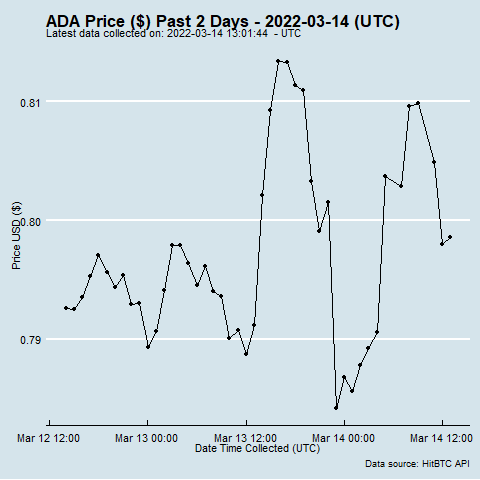 ADA Price ($) Past 2 Days - 2022-03-14 (UTC)
Latest data collected on: 2022-03-14 13:01:44  - UTC
0.81
0.80
0.79
Price USD ($)
Mar 12 12:00 Mar 13 00:00 Mar 13 12:00 Mar 14 00:00 Mar 14 12:00
Date Time Collected (UTC)
Data source: HitBTC API